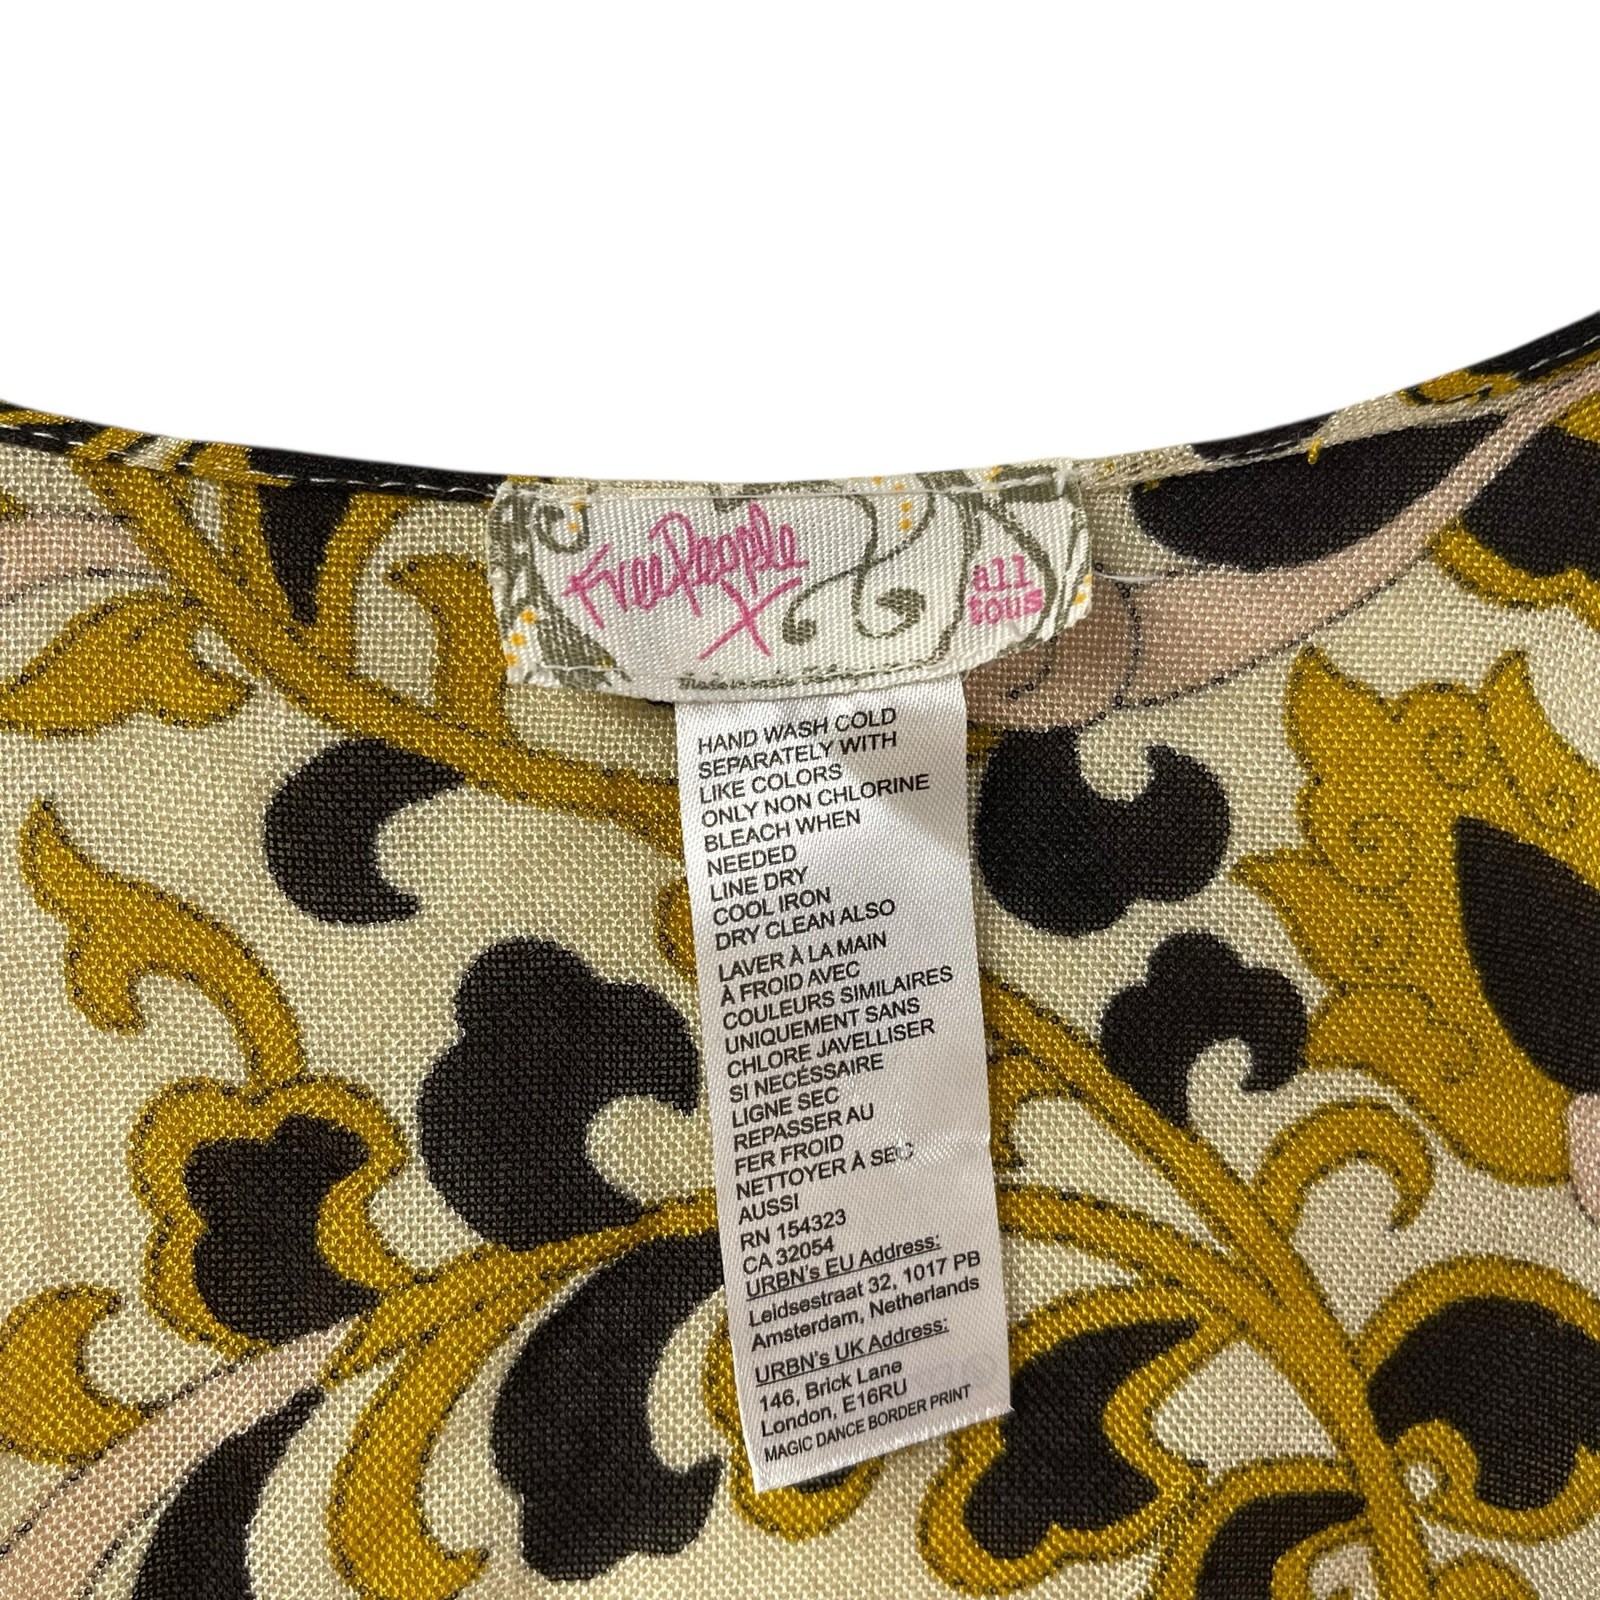 Free People
X
all
tous
Made in
HAND WASH COLD
SEPARATELY WITH
LIKE COLORS
ONLY NON CHLORINE
BLEACH WHEN
NEEDED
LINE DRY
COOL IRON
DRY CLEAN ALSO
LAVER À LA MAIN
À FROID AVEC
COULEURS SIMILAIRES
UNIQUEMENT SANS
CHLORE JAVELLISER
SI NECÉSSAIRE
LIGNE SEC
REPASSER AU
FER FROID
NETTOYER À SEC
AUSSI
RN 154323
CA 32054
URBN's EU Address:
Leidsestraat 32, 1017 PB
Amsterdam, Netherlands
URBN's UK Address:
146, Brick Lane
London, E16RU
MAGIC DANCE BORDER PRINT